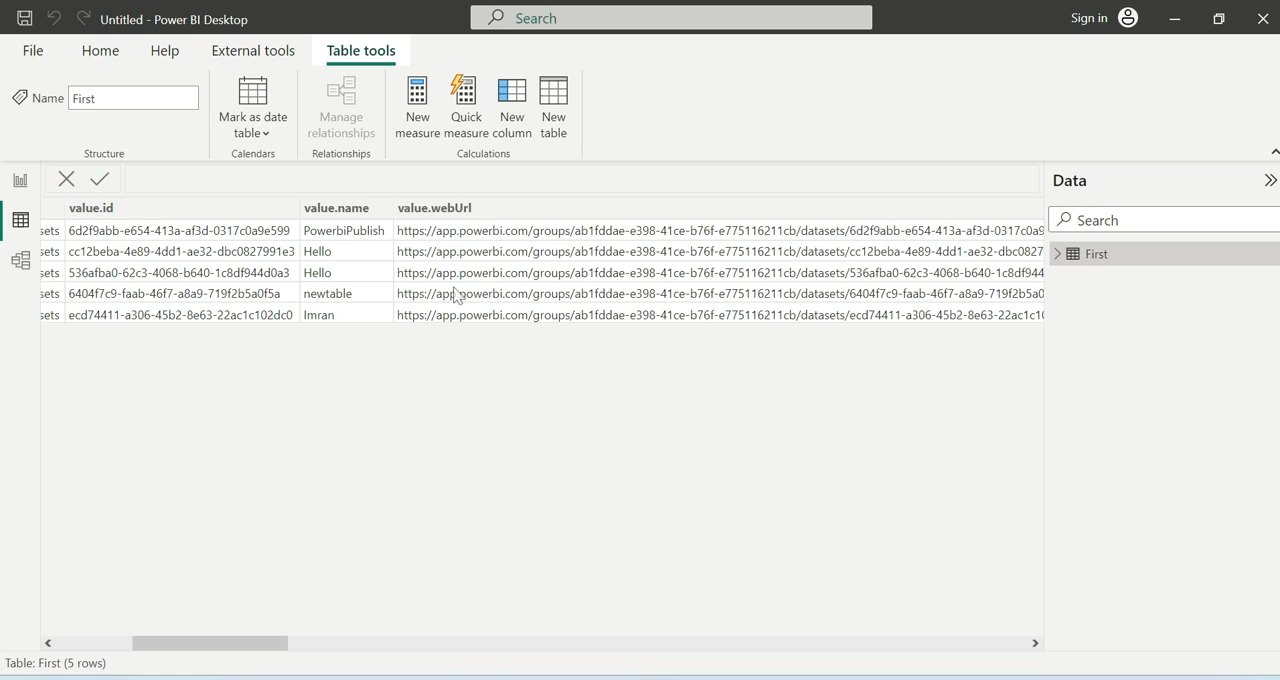 Untitled - Power BI Desktop
Search
Sign in
File Home Help External tools Table tools
Name First
Mark as date table
Manage relationships
New measure
Quick measure
New column
New table
Structure Calendars Relationships Calculations
Data
Search
First
value.id value.name value.webUrl
sets 6d2f9abb-e654-413a-af3d-0317c0a9e599 PowerbiPublish https://app.powerbi.com/groups/ab1fddae-e398-41ce-b76f-e775116211cb/datasets/6d2f9abb-e654-413a-af3d-0317c0a9
sets cc12beba-4e89-4dd1-ae32-dbc0827991e3 Hello https://app.powerbi.com/groups/ab1fddae-e398-41ce-b76f-e775116211cb/datasets/cc12beba-4e89-4dd1-ae32-dbc0827
sets 536afba0-62c3-4068-b640-1c8df944d0a3 Hello https://app.powerbi.com/groups/ab1fddae-e398-41ce-b76f-e775116211cb/datasets/536afba0-62c3-4068-b640-1c8df944
sets 6404f7c9-faab-46f7-a8a9-719f2b5a0f5a newtable https://app.powerbi.com/groups/ab1fddae-e398-41ce-b76f-e775116211cb/datasets/6404f7c9-faab-46f7-a8a9-719f2b5a0
sets ecd74411-a306-45b2-8e63-22ac1c102dc0 Imran https://app.powerbi.com/groups/ab1fddae-e398-41ce-b76f-e775116211cb/datasets/ecd74411-a306-45b2-8e63-22ac1c1
Table: First (5 rows)